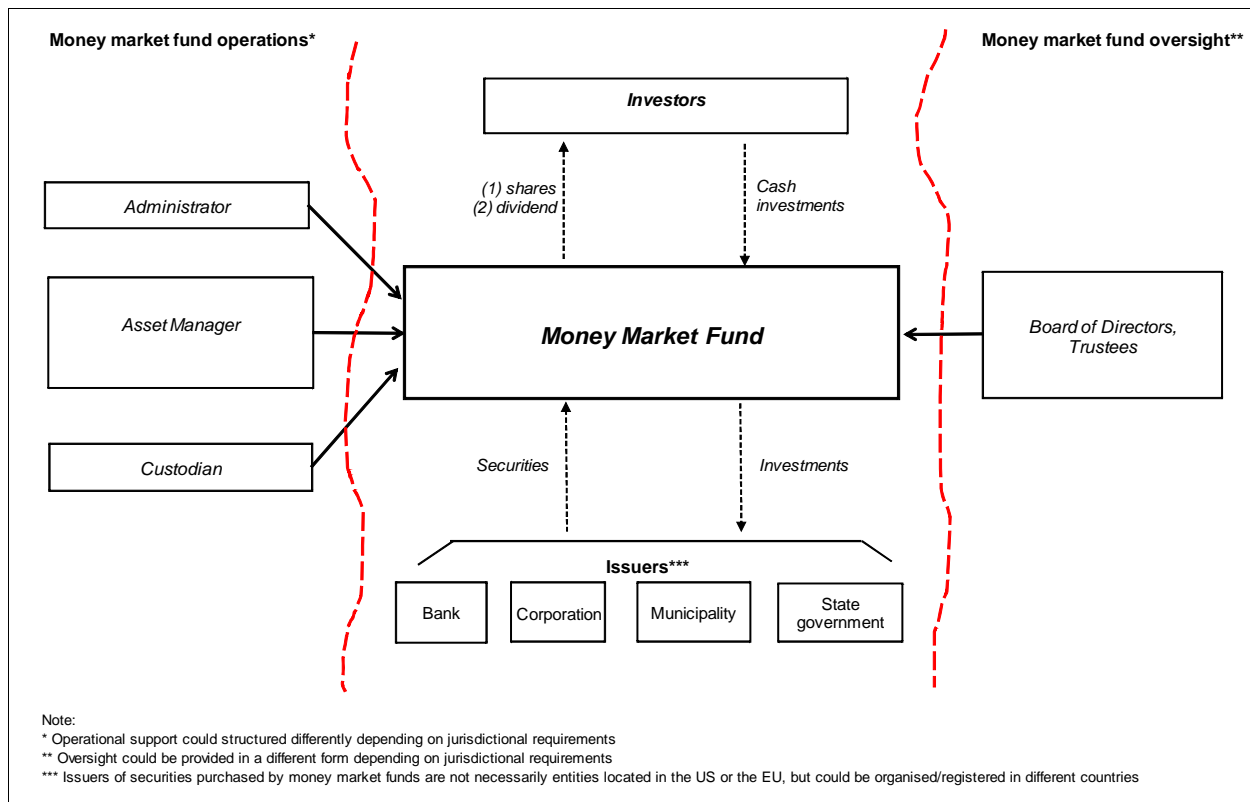 Money market fund operations*
Money market fund oversight**
Investors
(1) shares
(2) dividend
Cash
investments
Administrator
Asset Manager
Money Market Fund
Board of Directors,
Trustees
Custodian
Securities
Investments
Issuers***
Bank
Corporation
Municipality
State
government
Note:
* Operational support could structured differently depending on jurisdictional requirements
** Oversight could be provided in a different form depending on jurisdictional requirements
*** Issuers of securities purchased by money market funds are not necessarily entities located in the US or the EU, but could be organised/registered in different countries